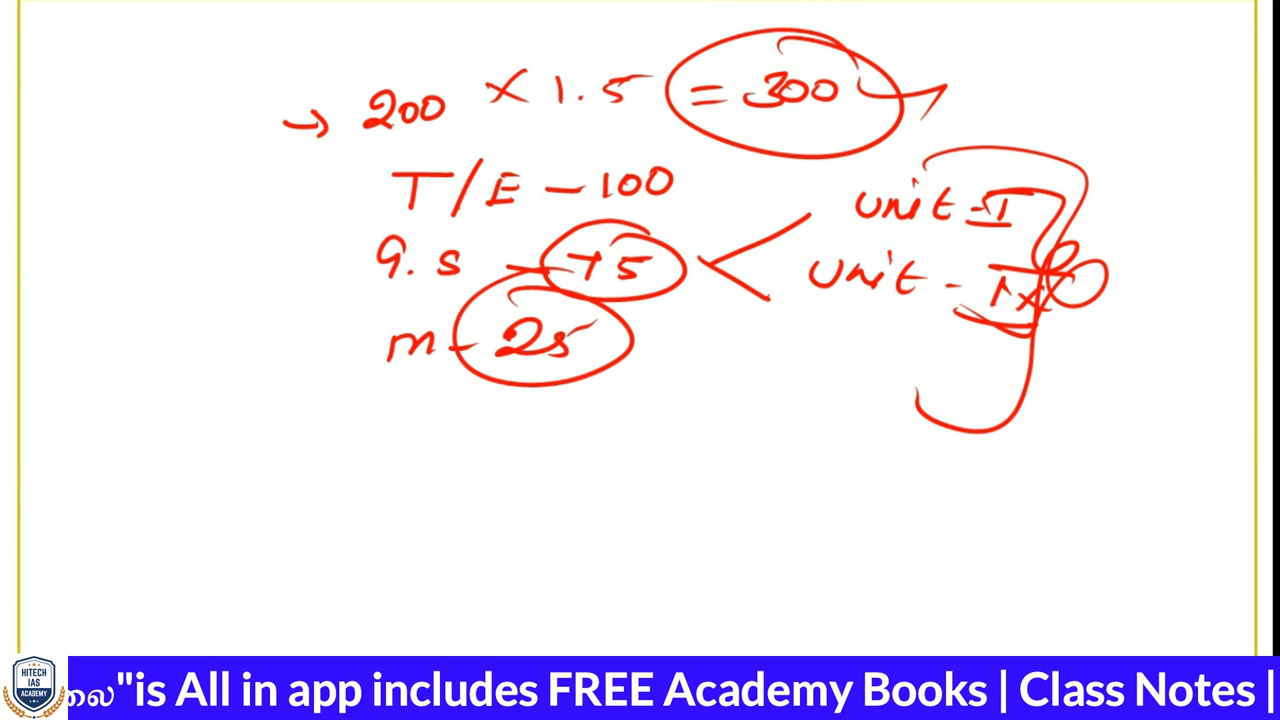 → 200 × 1.5 = 300
T/E – 100
G.S – 75
unit - I
unit - IX
m - 25
HITECH
IAS
ACADEMY
லை"is All in app includes FREE Academy Books | Class Notes |